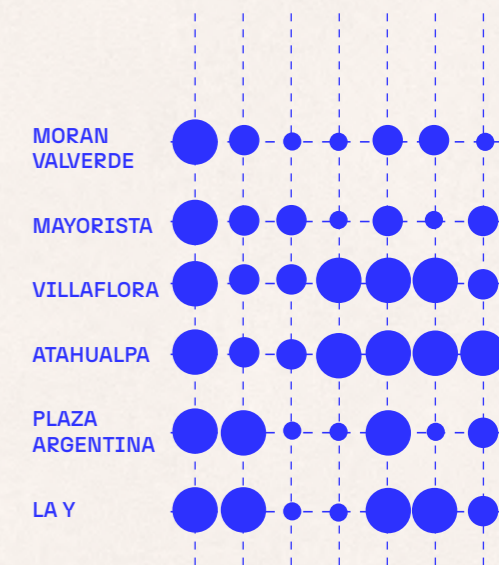 MORAN
VALVERDE
MAYORISTA
VILLAFLORA
ATAHUALPA
PLAZA
ARGENTINA
LA Y